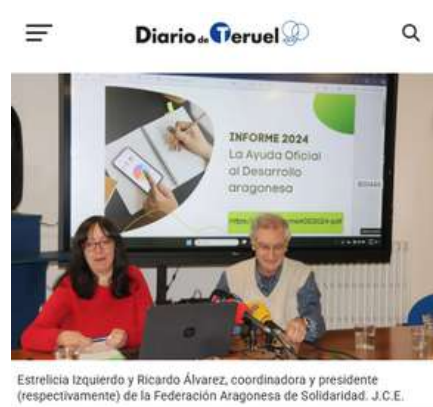 Diario de Teruel
INFORME 2024
La Ayuda Oficial
al Desarrollo
aragonesa
Estrelicia Izquierdo y Ricardo Álvarez, coordinadora y presidente
(respectivamente) de la Federación Aragonesa de Solidaridad. J.C.E.